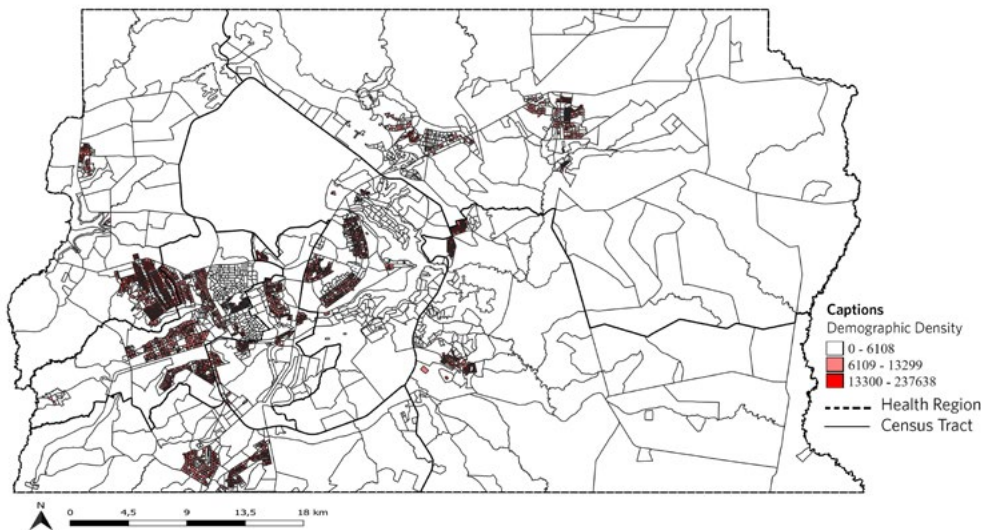 Captions
Demographic Density
0 - 6108
6109 - 13299
13300 - 237638
Health Region
Census Tract
N
0 4,5 9 13,5 18 km